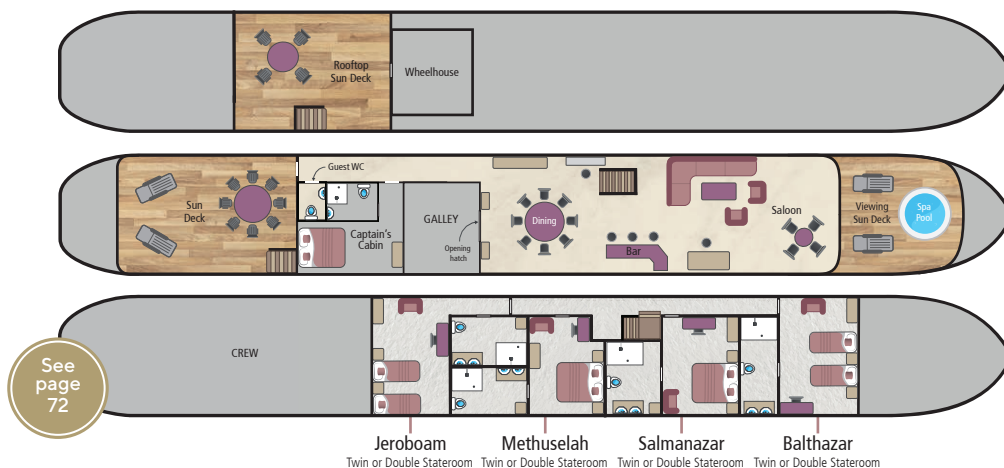 Rooftop
Sun Deck
Wheelhouse
Guest WC
Sun
Deck
Captain's
Cabin
GALLEY
Opening
hatch
Dining
Bar
Saloon
Viewing
Sun Deck
Spa
Pool
CREW
See
page
72
Jeroboam
Twin or Double Stateroom
Methuselah
Twin or Double Stateroom
Salmanazar
Twin or Double Stateroom
Balthazar
Twin or Double Stateroom